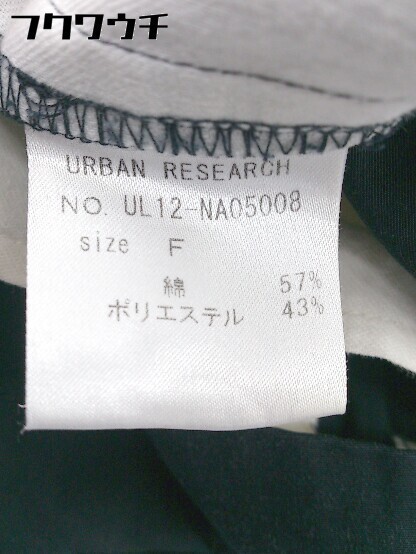 フクワウチ
URBAN RESEARCH
NO. UL12-NA05008
size F
綿 57%
ポリエステル 43%